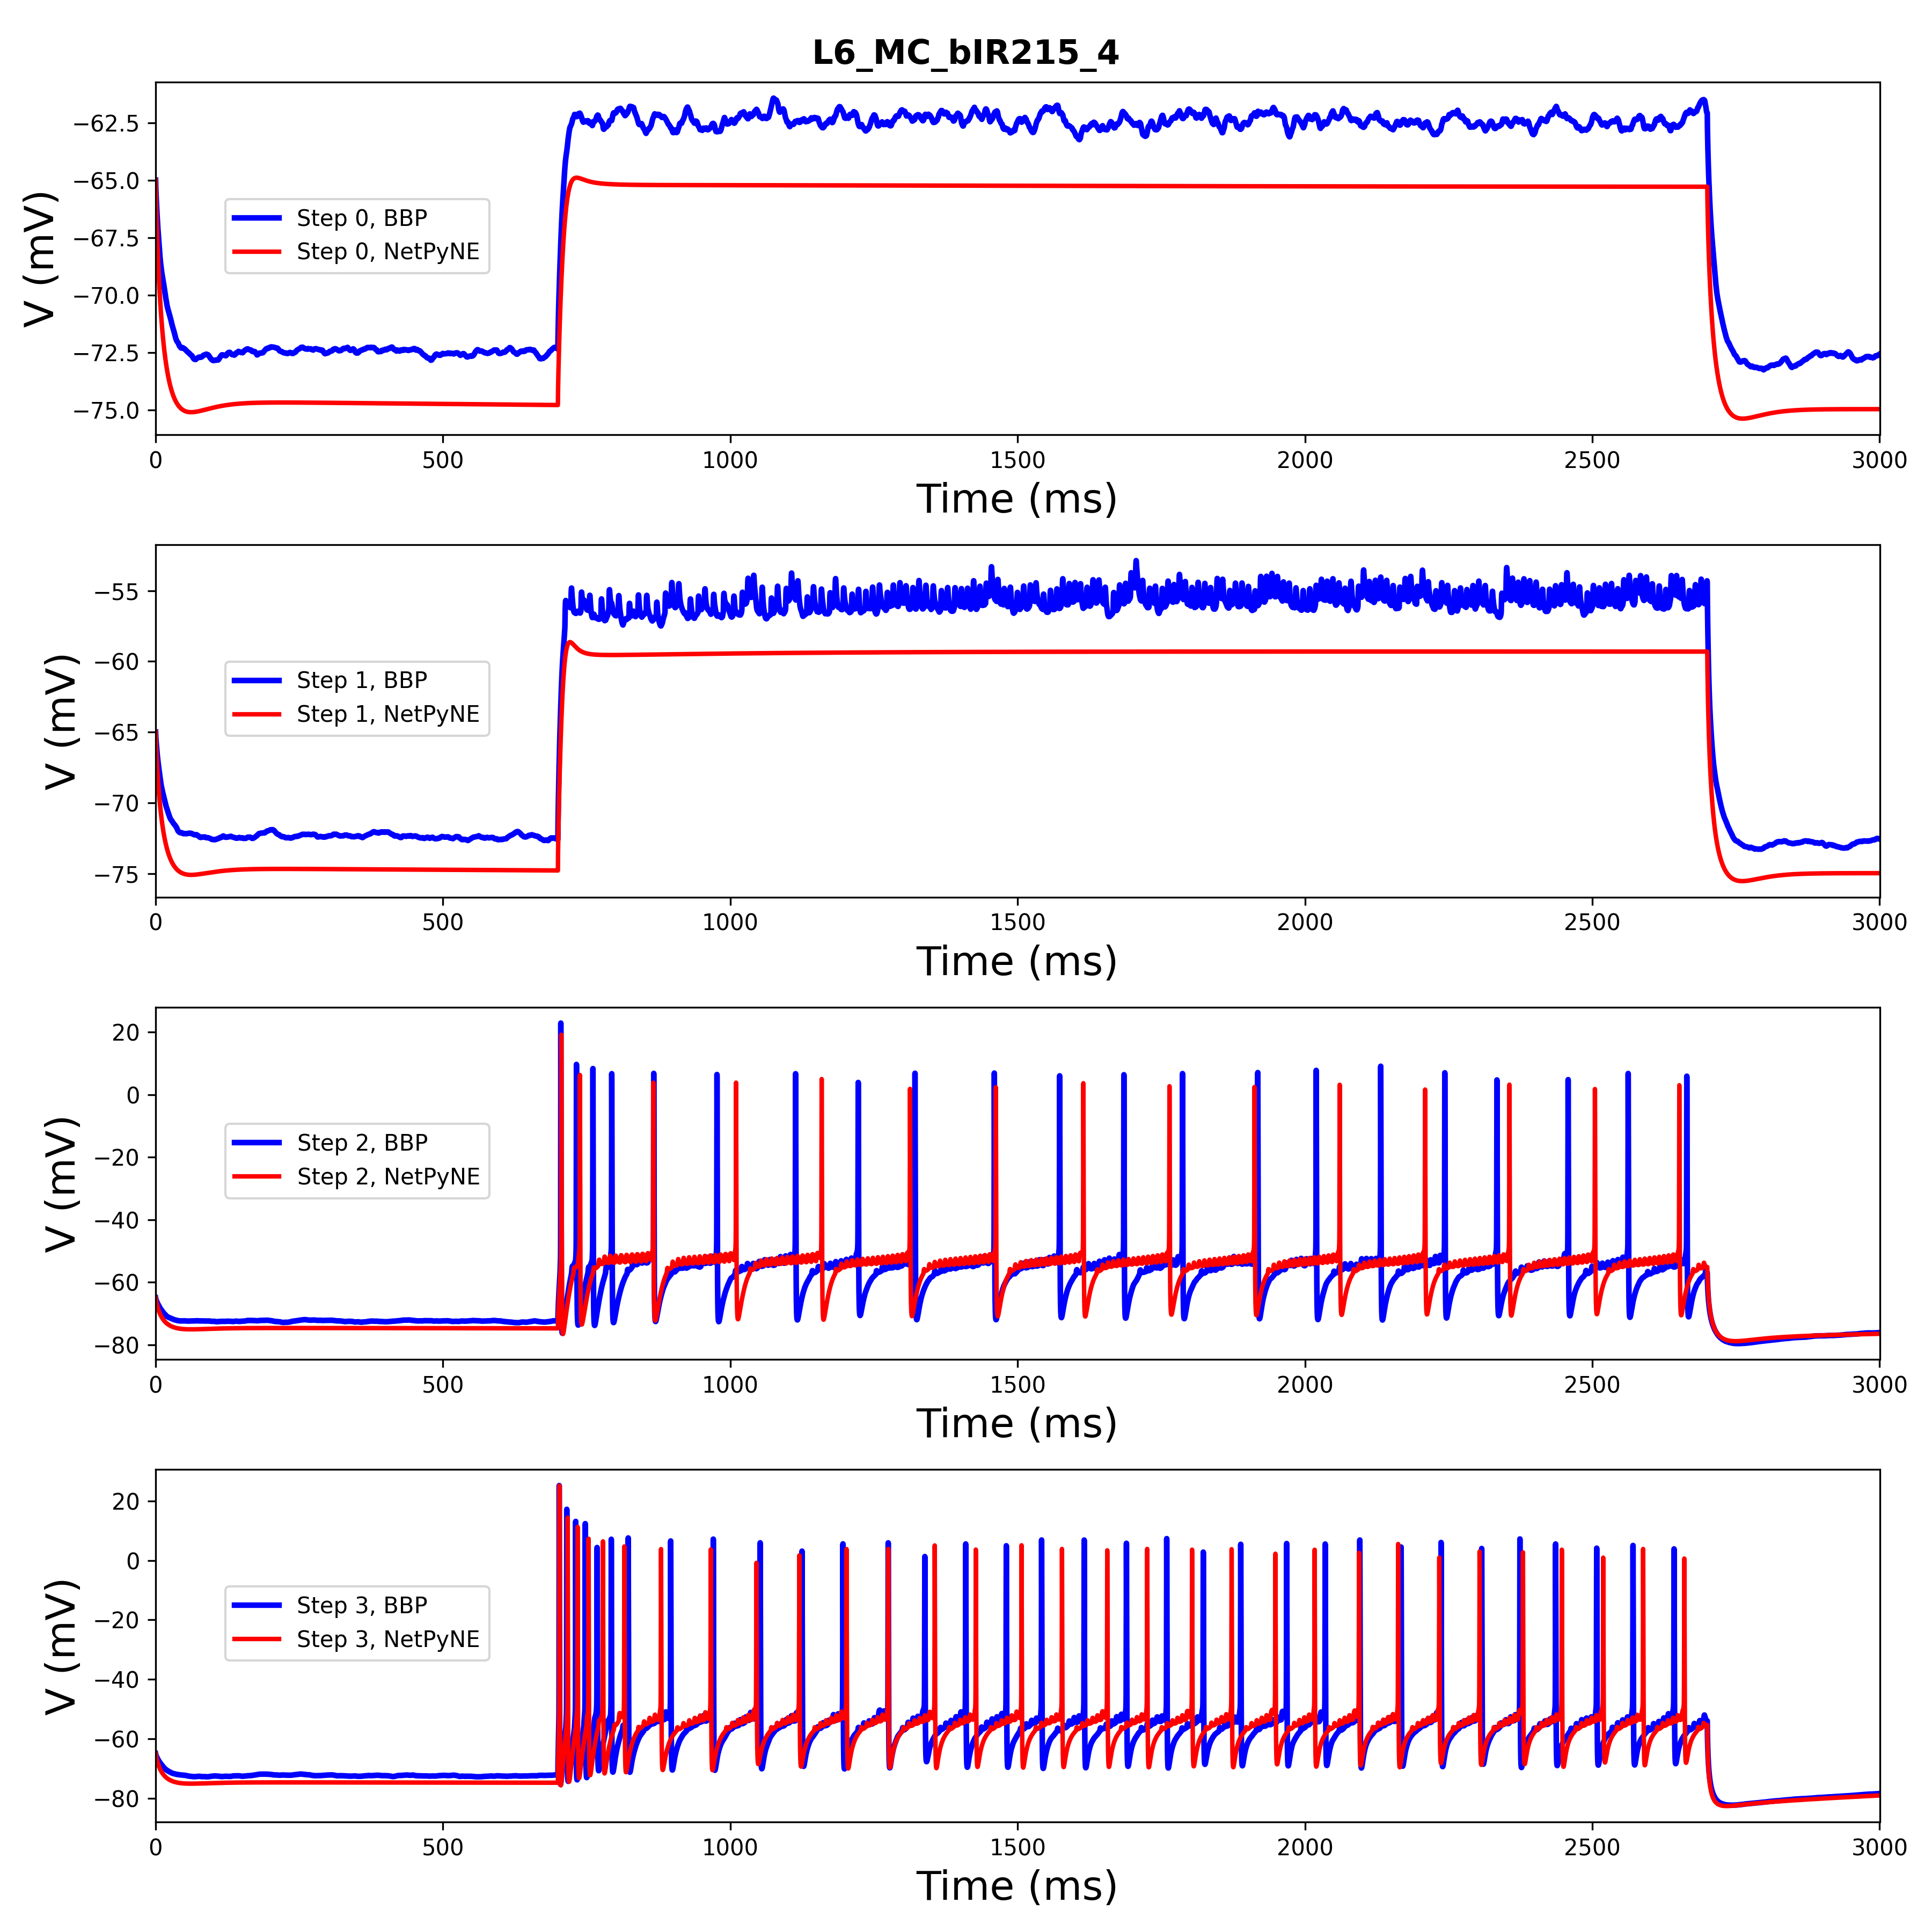 L6_MC_bIR215_4
−62.5
−65.0
−67.5
−70.0
−72.5
−75.0
V (mV)
Step 0, BBP
Step 0, NetPyNE
0 500 1000 1500 2000 2500 3000
Time (ms)
−55
−60
−65
−70
−75
V (mV)
Step 1, BBP
Step 1, NetPyNE
0 500 1000 1500 2000 2500 3000
Time (ms)
20
0
−20
−40
−60
−80
V (mV)
Step 2, BBP
Step 2, NetPyNE
0 500 1000 1500 2000 2500 3000
Time (ms)
20
0
−20
−40
−60
−80
V (mV)
Step 3, BBP
Step 3, NetPyNE
0 500 1000 1500 2000 2500 3000
Time (ms)